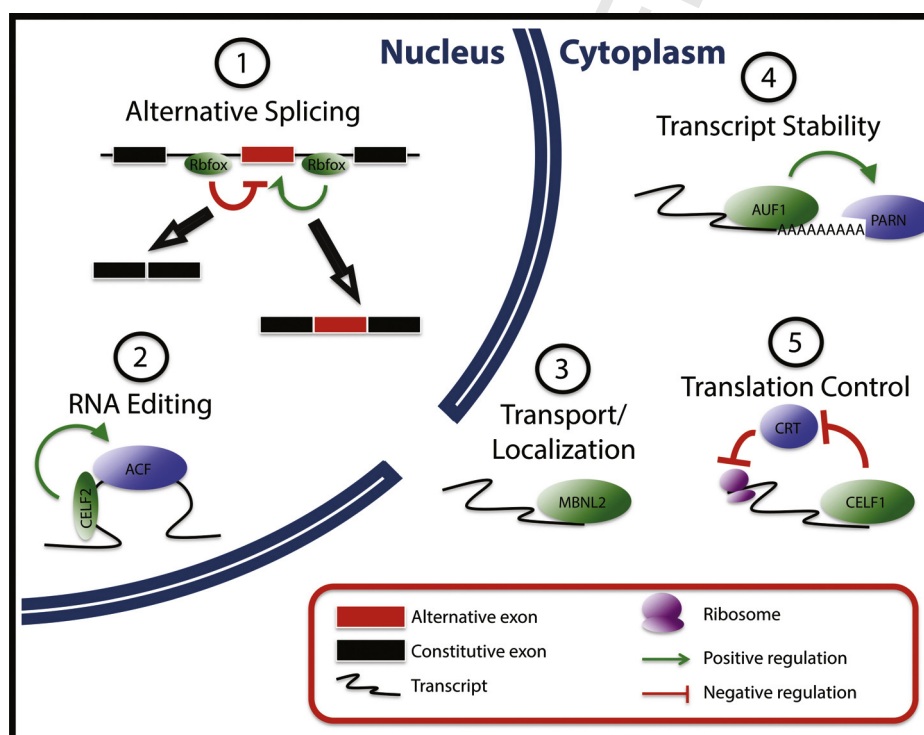 Nucleus
Cytoplasm
1
Alternative Splicing
Rbfox
Rbfox
2
RNA Editing
ACF
CELF2
3
Transport/
Localization
MBNL2
4
Transcript Stability
AUF1
PARN
AAAAAAAAA
5
Translation Control
CRT
CELF1
Alternative exon
Constitutive exon
Transcript
Ribosome
Positive regulation
Negative regulation